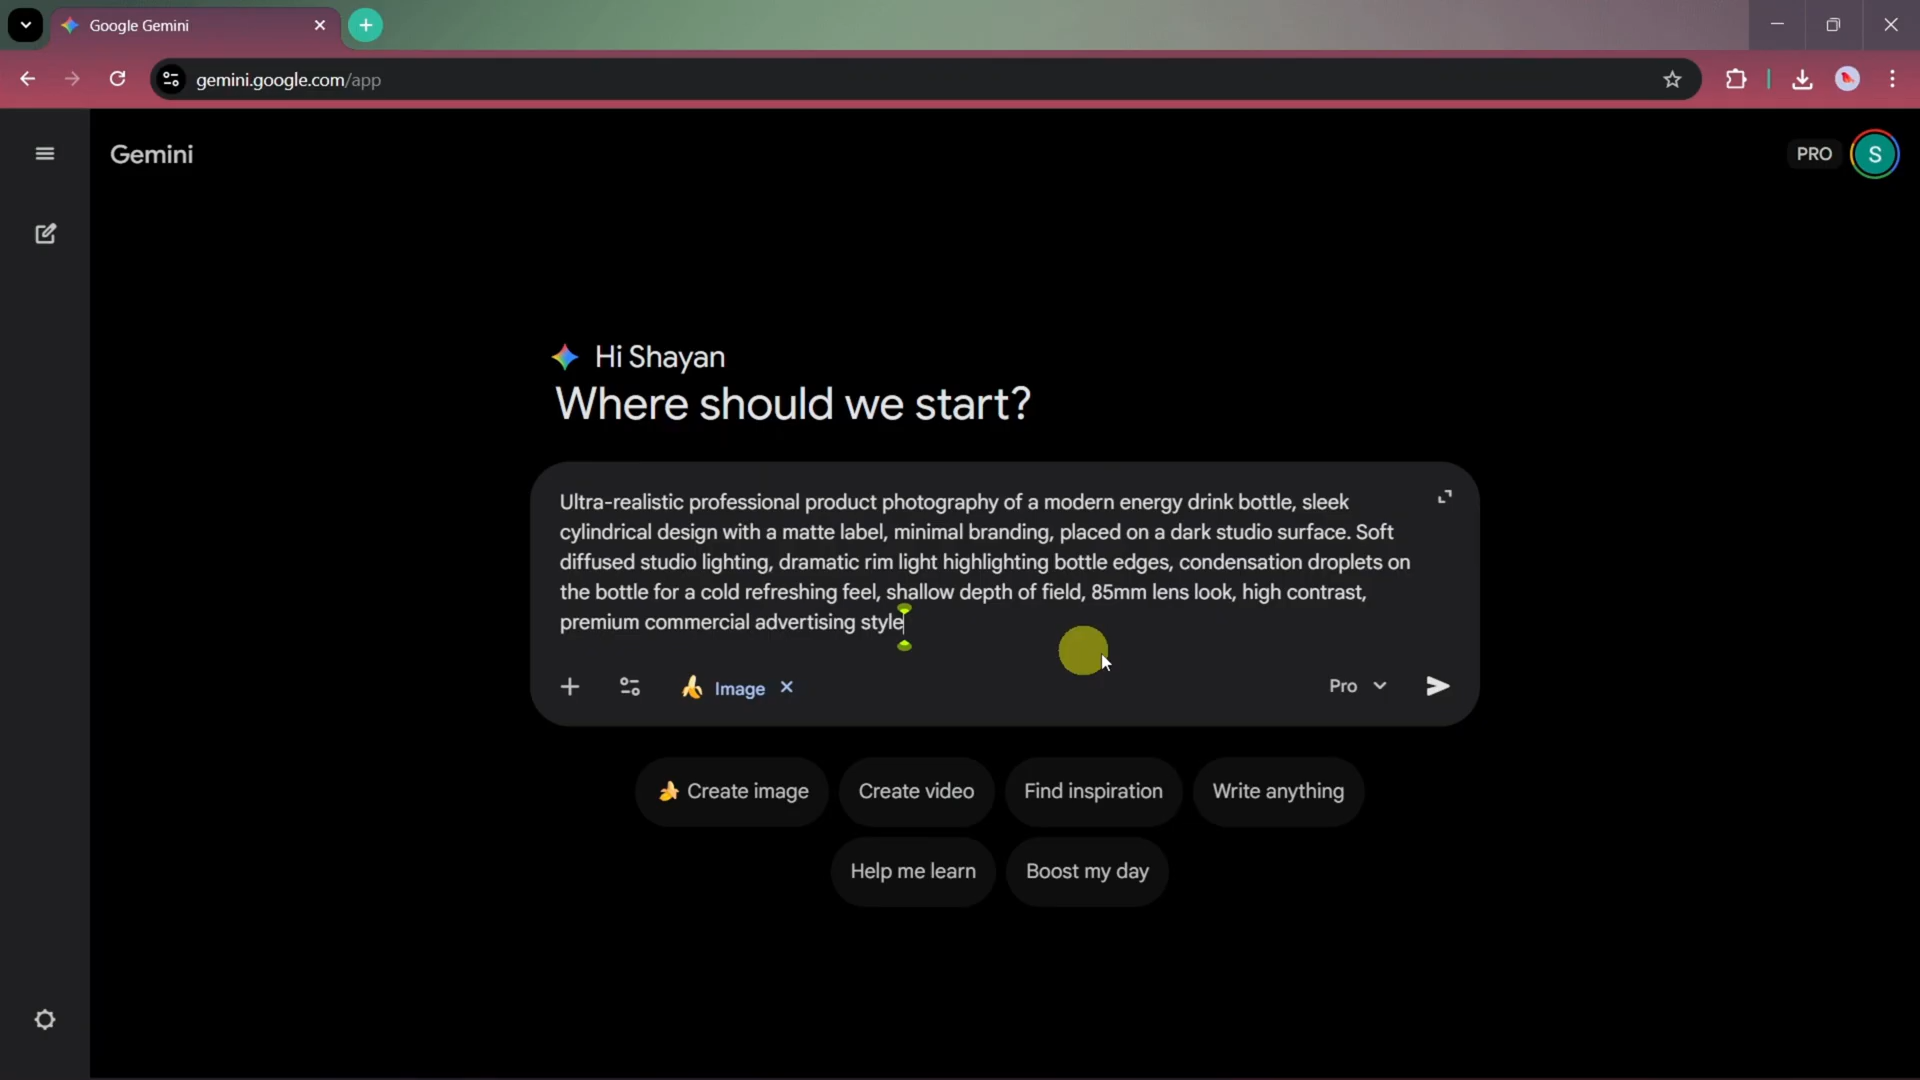 Google Gemini
gemini.google.com/app
Gemini
PRO
S
Hi Shayan
Where should we start?
Ultra-realistic professional product photography of a modern energy drink bottle, sleek
cylindrical design with a matte label, minimal branding, placed on a dark studio surface. Soft
diffused studio lighting, dramatic rim light highlighting bottle edges, condensation droplets on
the bottle for a cold refreshing feel, shallow depth of field, 85mm lens look, high contrast,
premium commercial advertising style
Image
Pro
Create image
Create video
Find inspiration
Write anything
Help me learn
Boost my day